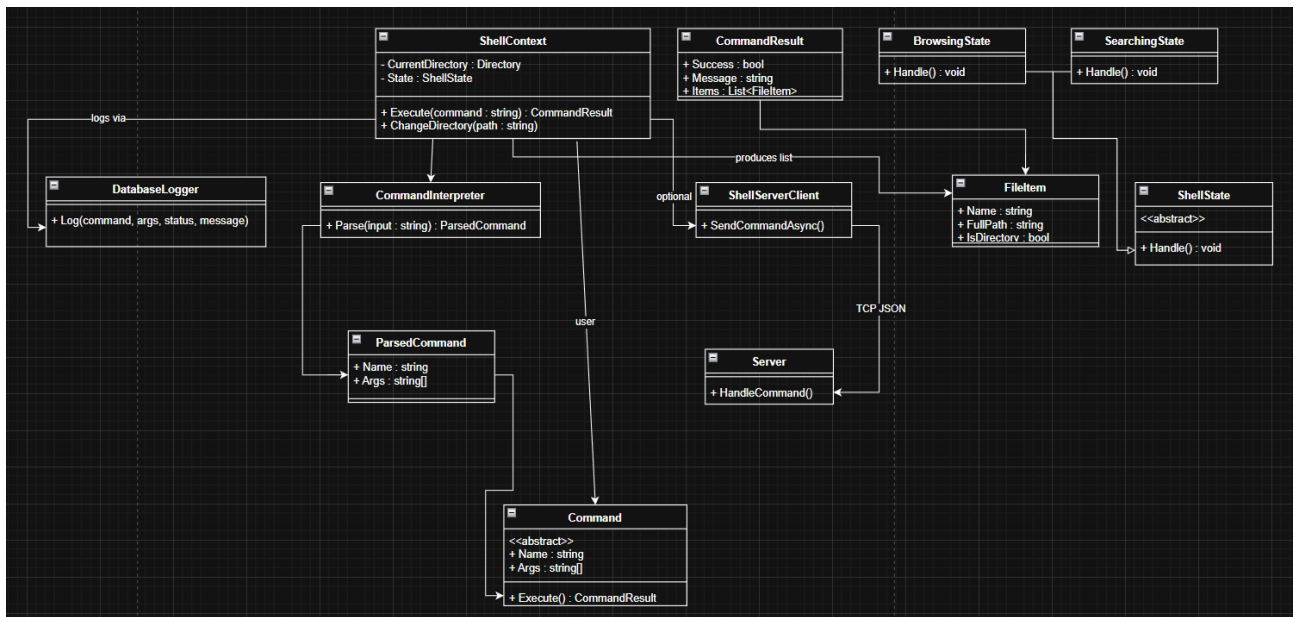 ShellContext
- CurrentDirectory : Directory
- State : ShellState
+ Execute(command : string) : CommandResult
+ ChangeDirectory(path : string)
CommandResult
+ Success : bool
+ Message : string
+ Items : List<FileItem>
BrowsingState
+ Handle() : void
SearchingState
+ Handle() : void
logs via
produces list
optional
DatabaseLogger
+ Log(command, args, status, message)
CommandInterpreter
+ Parse(input : string) : ParsedCommand
ShellServerClient
+ SendCommandAsync()
FileItem
+ Name : string
+ FullPath : string
+ IsDirectory : bool
ShellState
<<abstract>>
+ Handle() : void
user
TCP JSON
ParsedCommand
+ Name : string
+ Args : string[]
Server
+ HandleCommand()
Command
<<abstract>>
+ Name : string
+ Args : string[]
+ Execute() : CommandResult